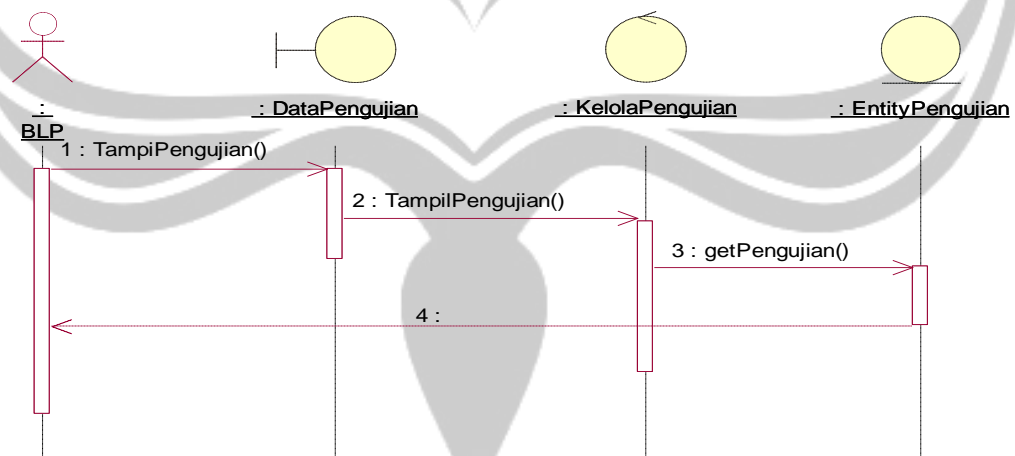 :
BLP
: DataPengujian
: KelolaPengujian
: EntityPengujian
1 : TampiPengujian()
2 : TampilPengujian()
3 : getPengujian()
4 :